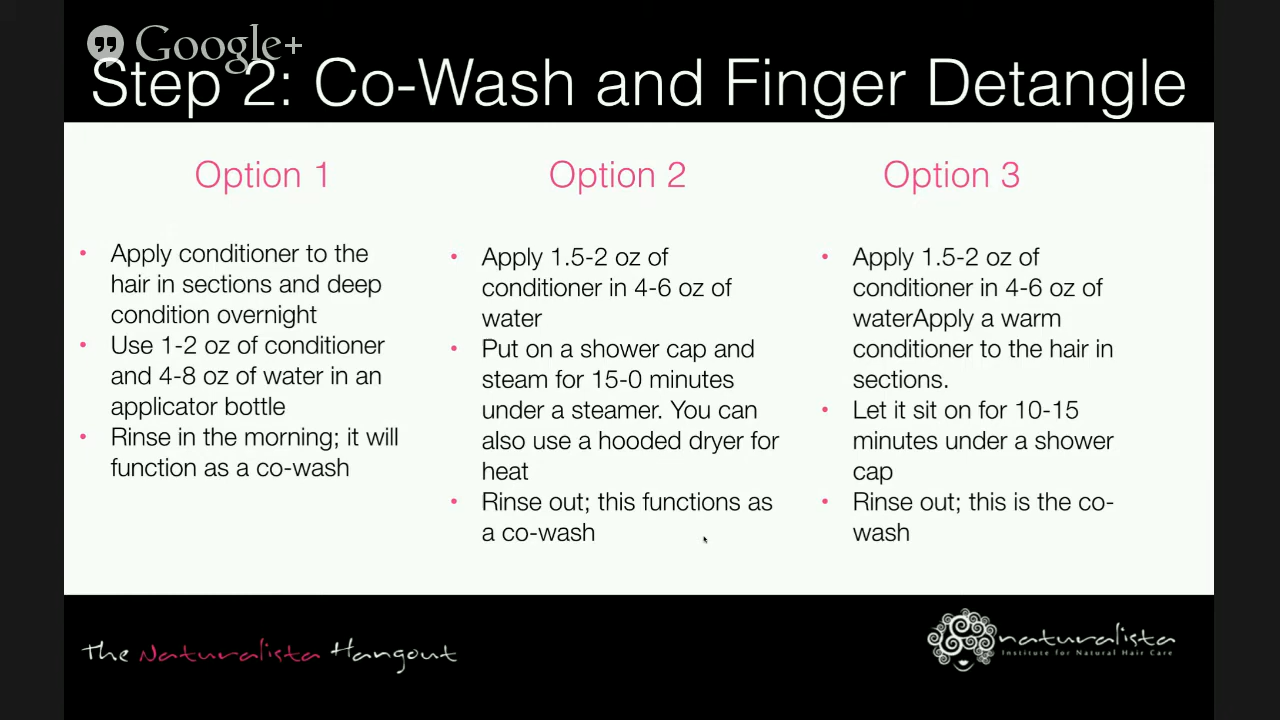 Google+
Step 2: Co-Wash and Finger Detangle
Option 1
Apply conditioner to the
hair in sections and deep
condition overnight
Use 1-2 oz of conditioner
and 4-8 oz of water in an
applicator bottle
Rinse in the morning; it will
function as a co-wash
Option 2
Apply 1.5-2 oz of
conditioner in 4-6 oz of
water
Put on a shower cap and
steam for 15-0 minutes
under a steamer. You can
also use a hooded dryer for
heat
Rinse out; this functions as
a co-wash
Option 3
Apply 1.5-2 oz of
conditioner in 4-6 oz of
waterApply a warm
conditioner to the hair in
sections.
Let it sit on for 10-15
minutes under a shower
cap
Rinse out; this is the co-
wash
The Naturalista Hangout
naturalista
Institute for Natural Hair Care